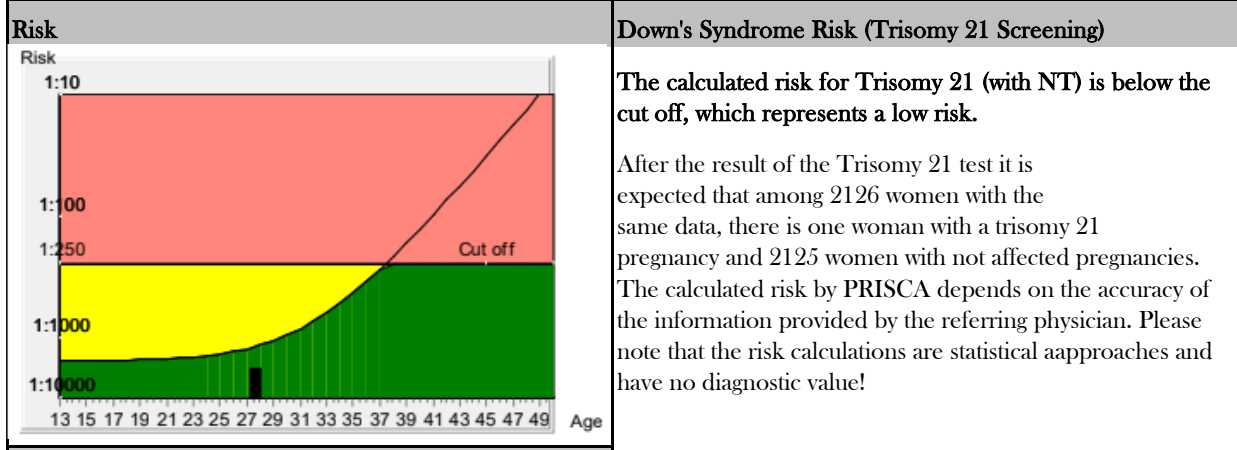 Risk
Risk
1:10
1:100
1:250
Cut off
1:1000
1:10000
13 15 17 19 21 23 25 27 29 31 33 35 37 39 41 43 45 47 49 Age
Down's Syndrome Risk (Trisomy 21 Screening)
The calculated risk for Trisomy 21 (with NT) is below the
cut off, which represents a low risk.
After the result of the Trisomy 21 test it is
expected that among 2126 women with the
same data, there is one woman with a trisomy 21
pregnancy and 2125 women with not affected pregnancies.
The calculated risk by PRISCA depends on the accuracy of
the information provided by the referring physician. Please
note that the risk calculations are statistical aapproaches and
have no diagnostic value!